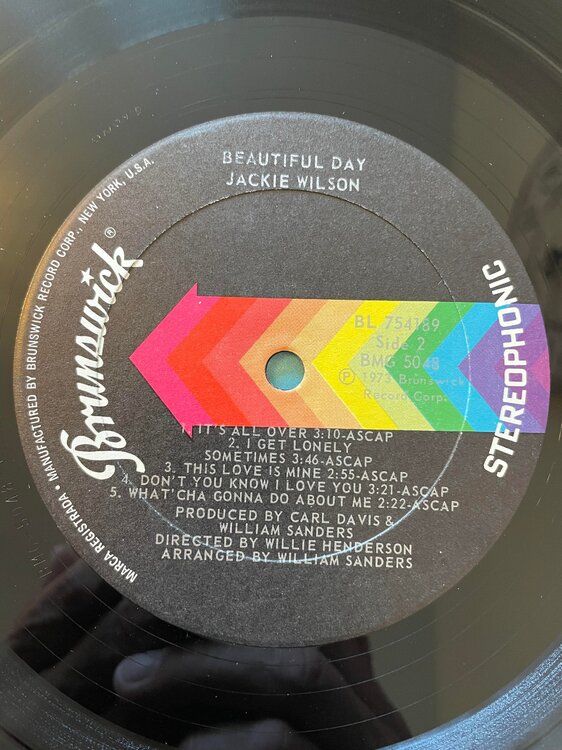 BEAUTIFUL DAY
JACKIE WILSON
Brunswick®
STEREOPHONIC
BL 754189
Side 2
BMG 5048
Ⓟ 1973 Brunswick
Record Corp.
1. IT'S ALL OVER 3:10-ASCAP
2. I GET LONELY
SOMETIMES 3:46-ASCAP
3. THIS LOVE IS MINE 2:55-ASCAP
4. DON'T YOU KNOW I LOVE YOU 3:21-ASCAP
5. WHAT'CHA GONNA DO ABOUT ME 2:22-ASCAP
PRODUCED BY CARL DAVIS &
WILLIAM SANDERS
DIRECTED BY WILLIE HENDERSON
ARRANGED BY WILLIAM SANDERS
MARCA REGISTRADA • MANUFACTURED BY BRUNSWICK RECORD CORP., NEW YORK, U.S.A.